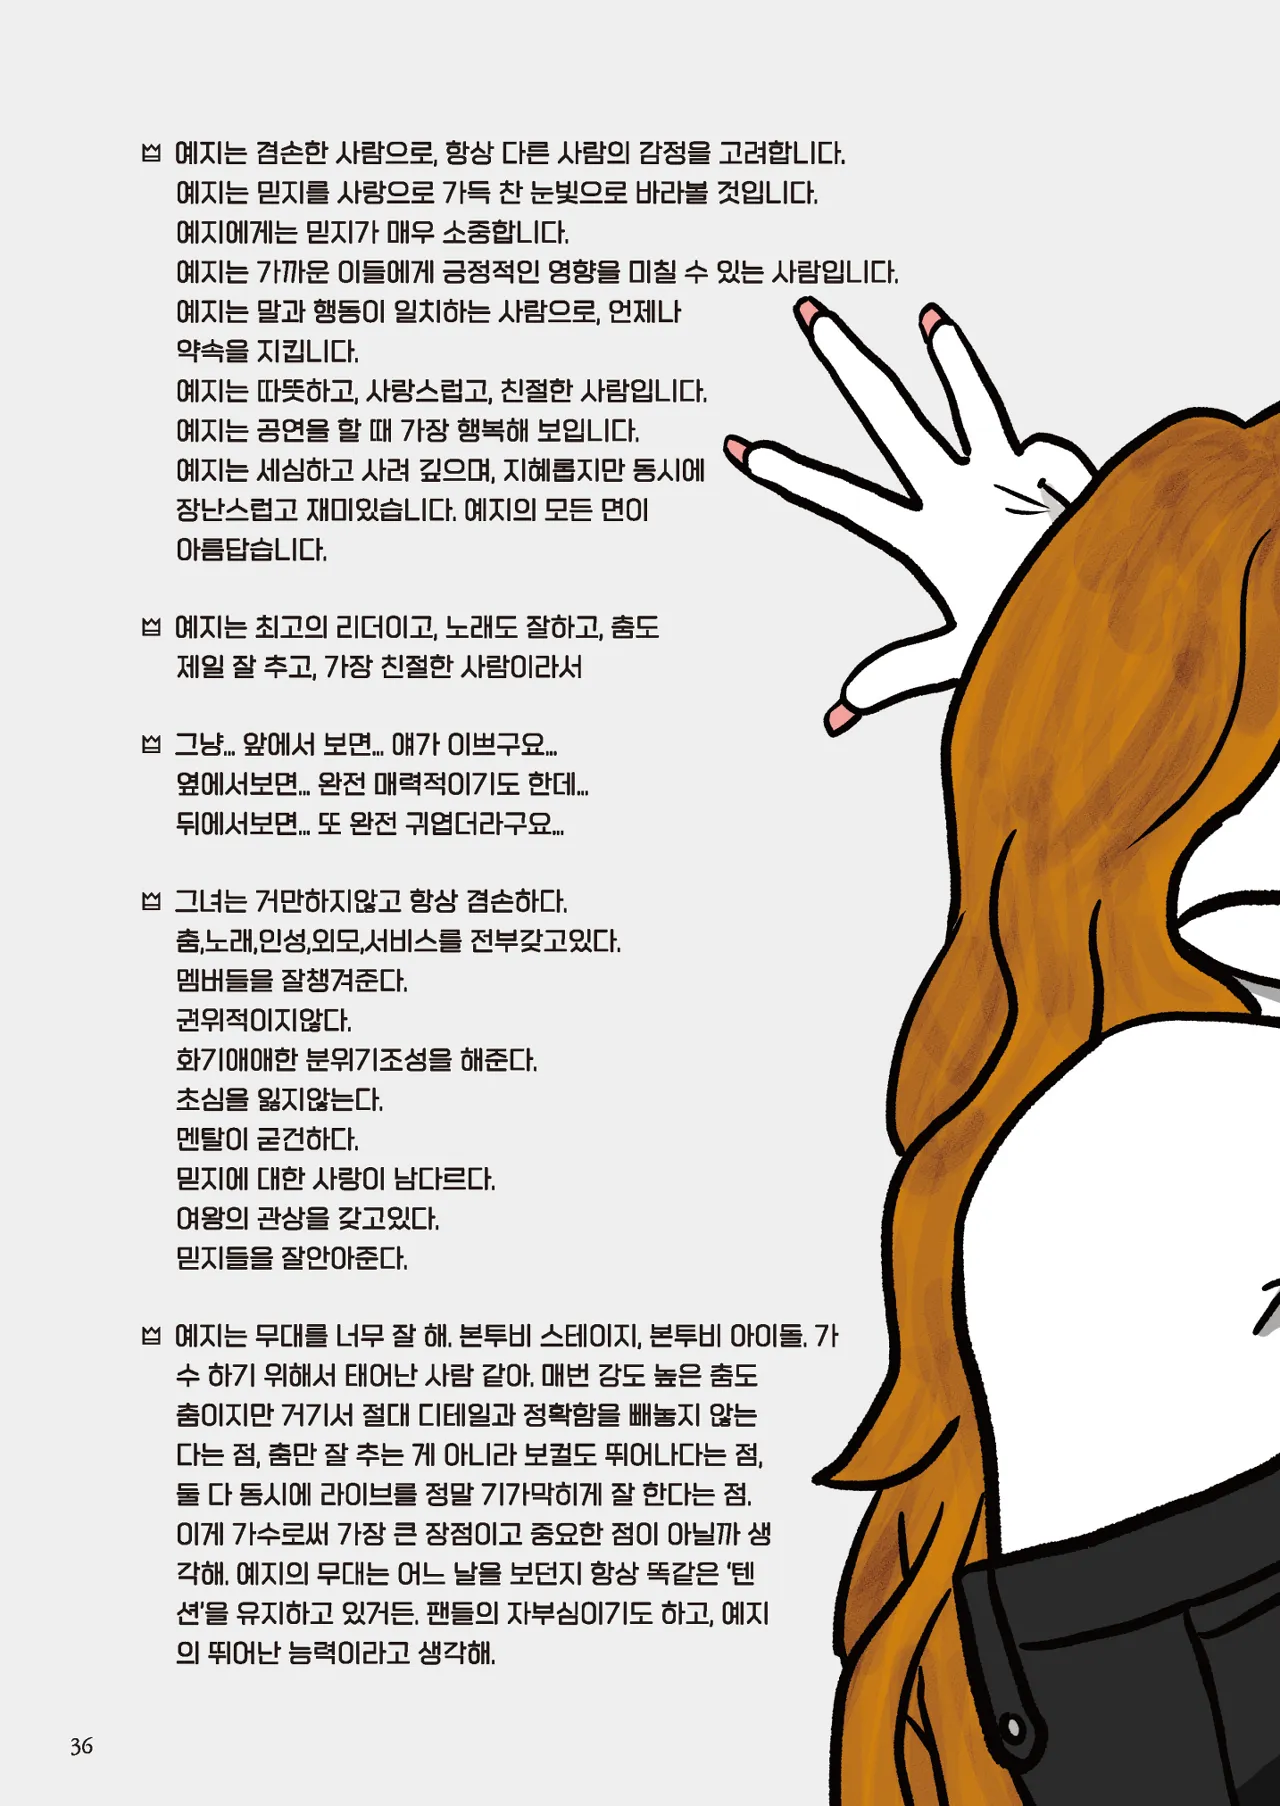 예지는 겸손한 사람으로, 항상 다른 사람의 감정을 고려합니다.
예지는 믿지를 사랑으로 가득 찬 눈빛으로 바라볼 것입니다.
예지에게는 믿지가 매우 소중합니다.
예지는 가까운 이들에게 긍정적인 영향을 미칠 수 있는 사람입니다.
예지는 말과 행동이 일치하는 사람으로, 언제나
약속을 지킵니다.
예지는 따뜻하고, 사랑스럽고, 친절한 사람입니다.
예지는 공연을 할 때 가장 행복해 보입니다.
예지는 세심하고 사려 깊으며, 지혜롭지만 동시에
장난스럽고 재미있습니다. 예지의 모든 면이
아름답습니다.
예지는 최고의 리더이고, 노래도 잘하고, 춤도
제일 잘 추고, 가장 친절한 사람이라서
그냥... 앞에서 보면... 얘가 이쁘구요...
옆에서보면... 완전 매력적이기도 한데...
뒤에서보면... 또 완전 귀엽더라구요...
그녀는 거만하지않고 항상 겸손하다.
춤,노래,인성,외모,서비스를 전부갖고있다.
멤버들을 잘챙겨준다.
권위적이지않다.
화기애애한 분위기조성을 해준다.
초심을 잃지않는다.
멘탈이 굳건하다.
믿지에 대한 사랑이 남다르다.
여왕의 관상을 갖고있다.
믿지들을 잘안아준다.
예지는 무대를 너무 잘 해. 본투비 스테이지, 본투비 아이돌. 가
수 하기 위해서 태어난 사람 같아. 매번 강도 높은 춤도
춤이지만 거기서 절대 디테일과 정확함을 빼놓지 않는
다는 점, 춤만 잘 추는 게 아니라 보컬도 뛰어나다는 점,
둘 다 동시에 라이브를 정말 기가막히게 잘 한다는 점.
이게 가수로써 가장 큰 장점이고 중요한 점이 아닐까 생
각해. 예지의 무대는 어느 날을 보던지 항상 똑같은 ‘텐
션’을 유지하고 있거든. 팬들의 자부심이기도 하고, 예지
의 뛰어난 능력이라고 생각해.
36